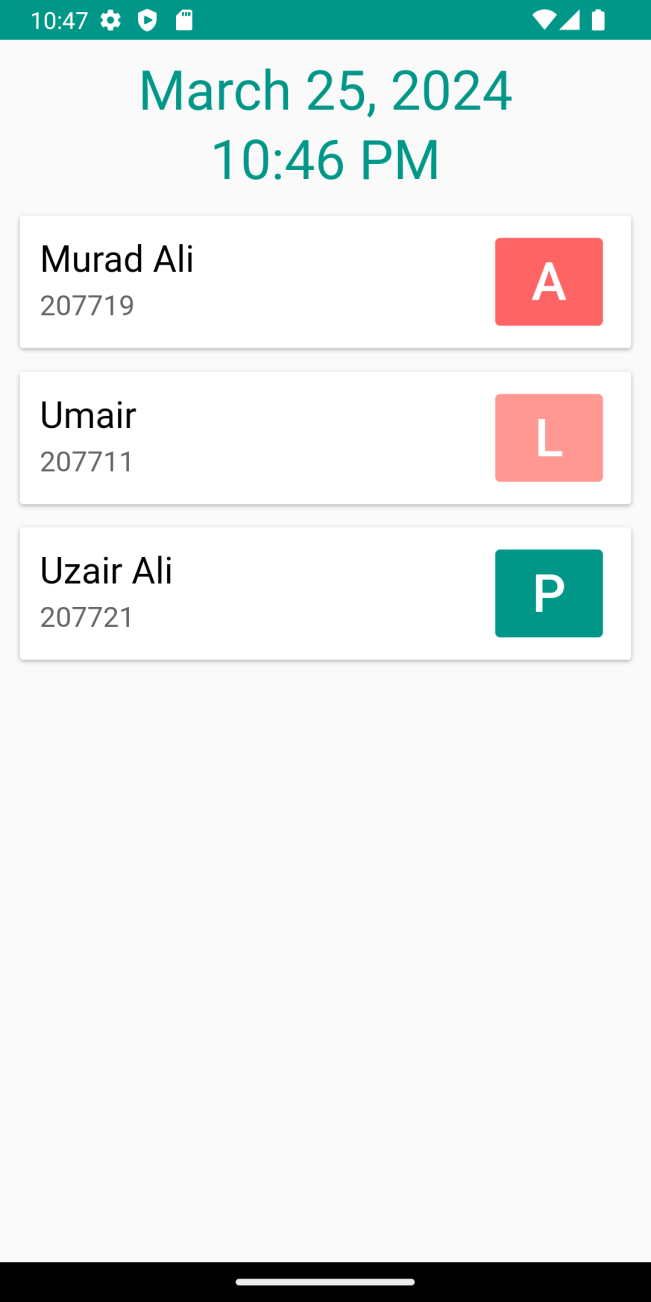 10:47
March 25, 2024
10:46 PM
Murad Ali
207719
A
Umair
207711
L
Uzair Ali
207721
P